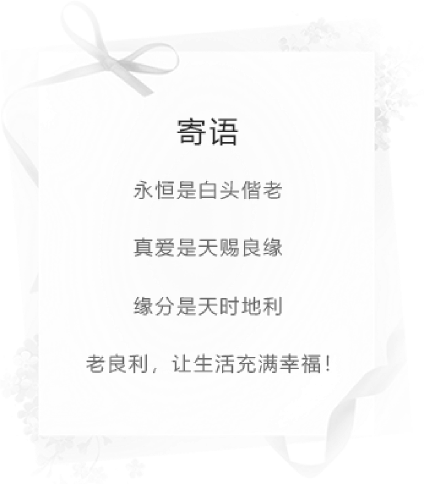 寄语
永恒是白头偕老
真爱是天赐良缘
缘分是天时地利
老良利，让生活充满幸福！